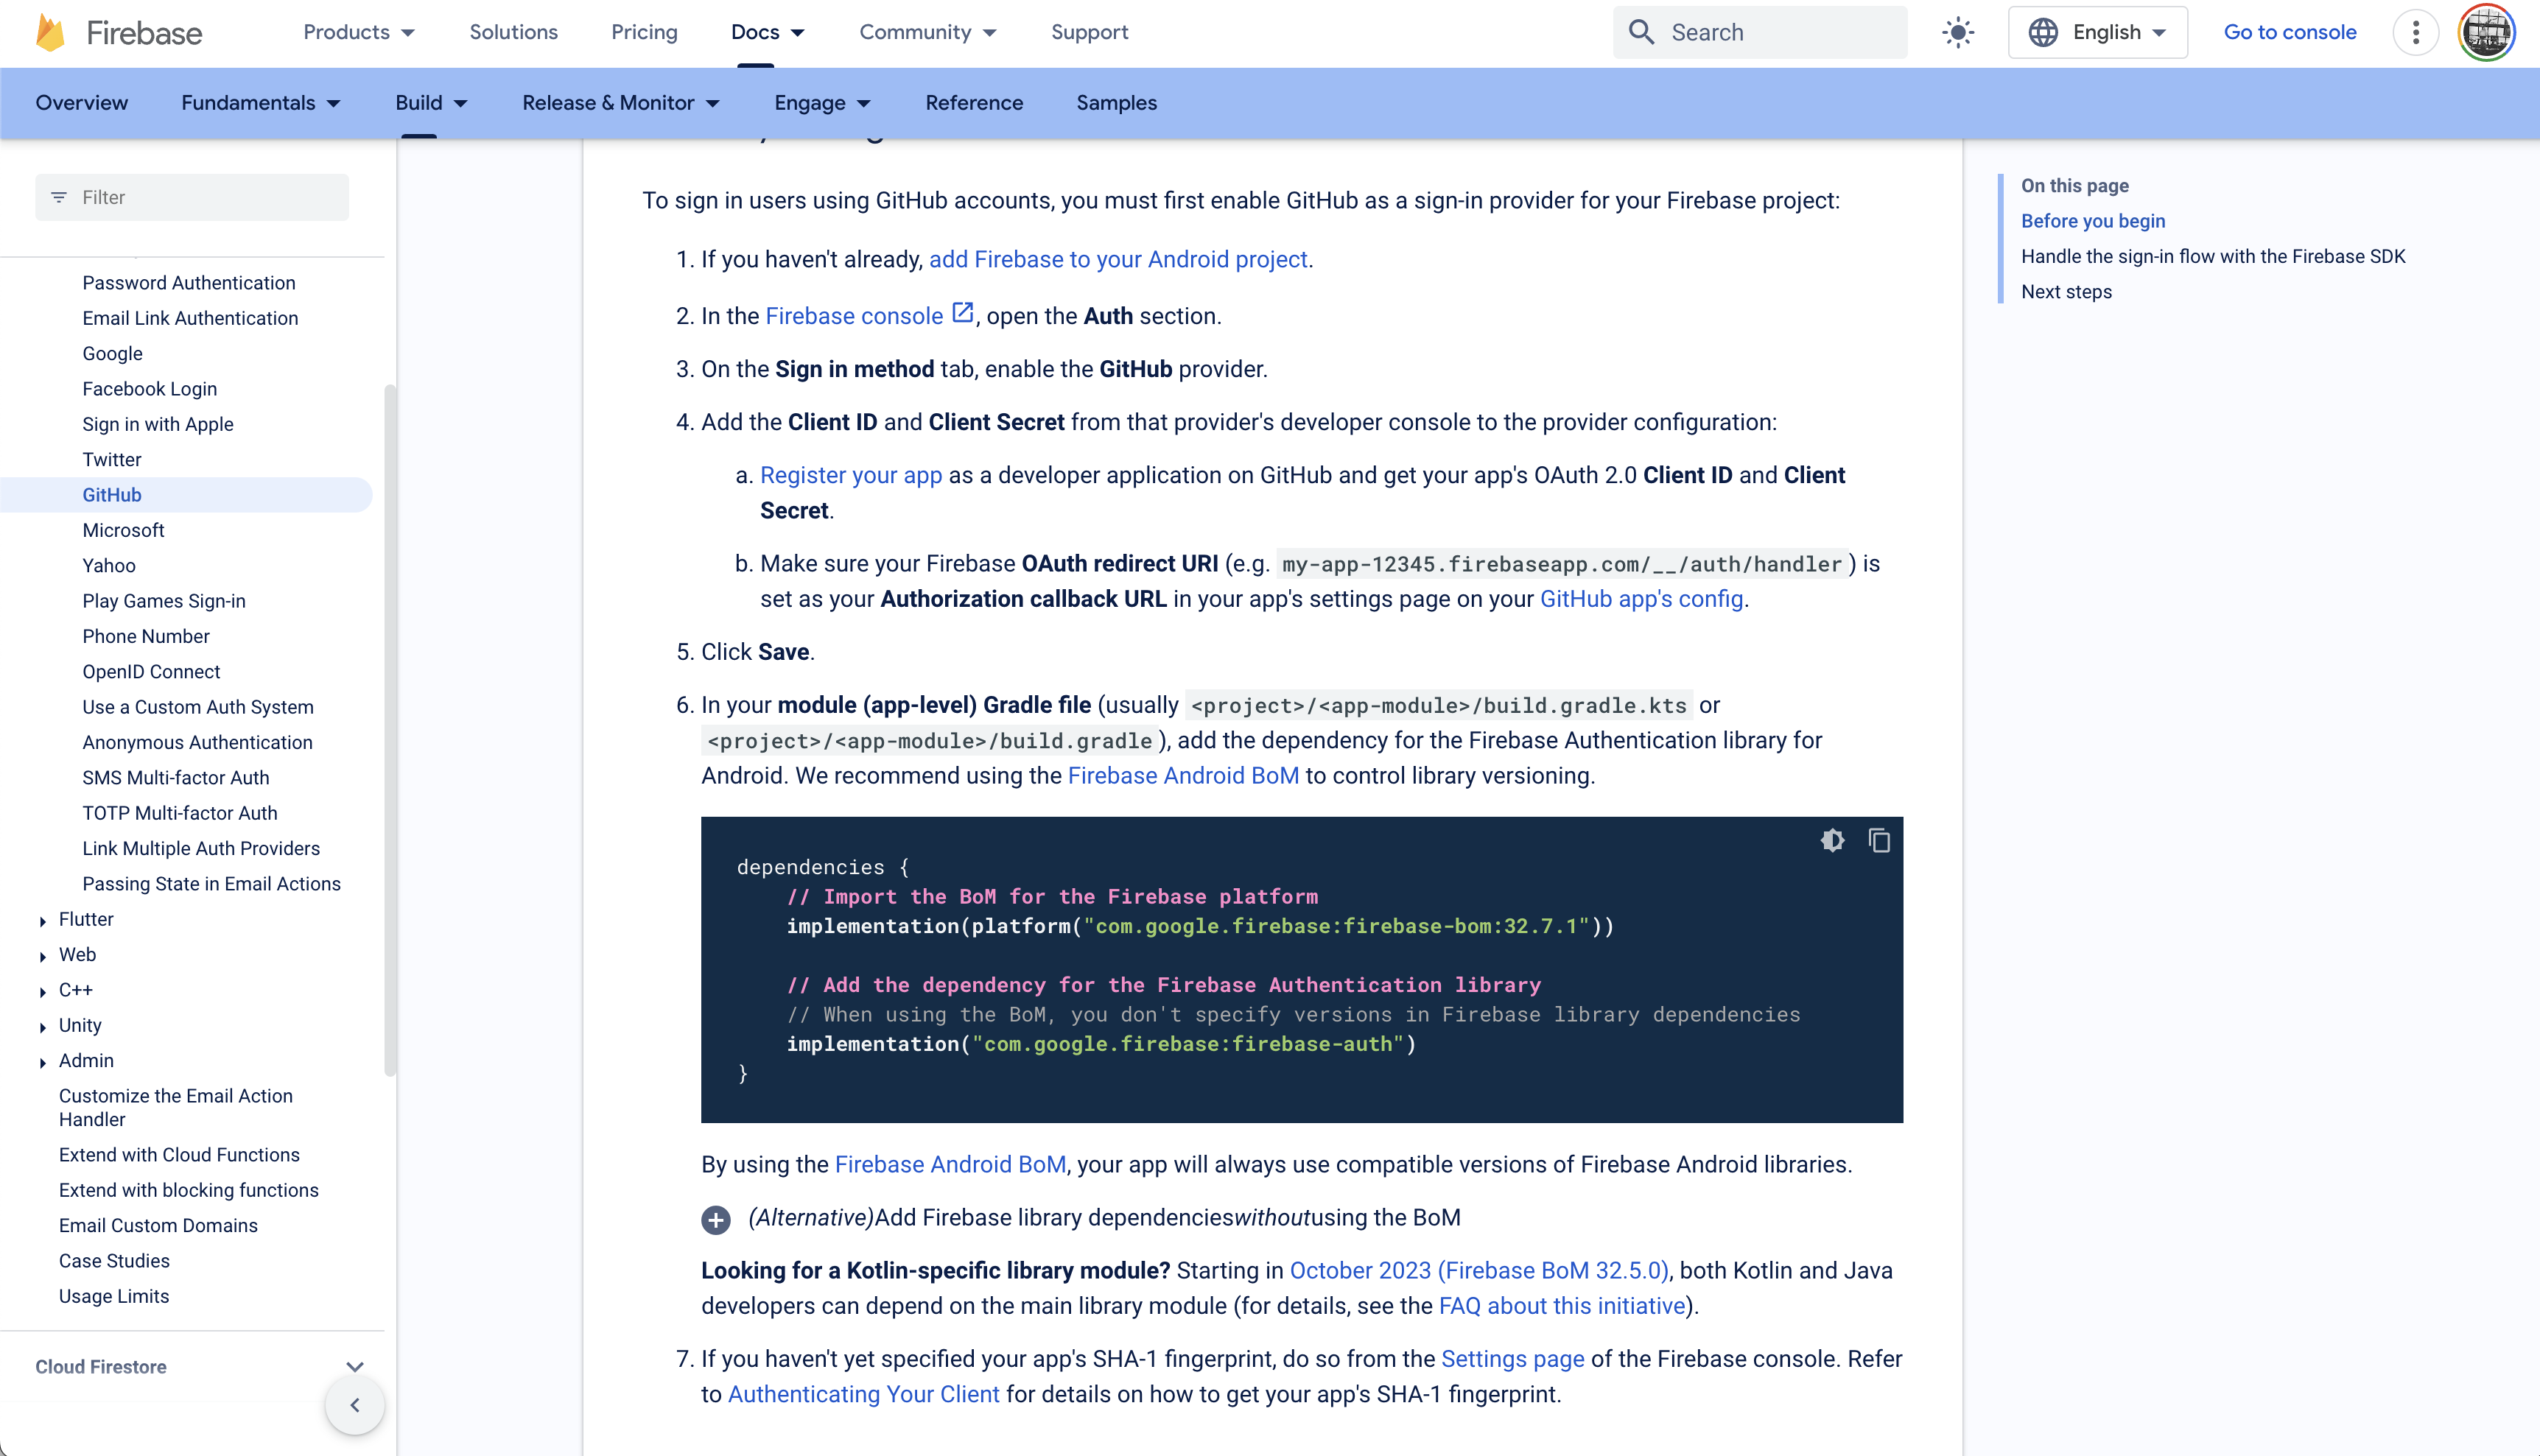 Firebase
Products
Solutions
Pricing
Docs
Community
Support
Search
English
Go to console
Overview
Fundamentals
Build
Release & Monitor
Engage
Reference
Samples
Filter
Password Authentication
Email Link Authentication
Google
Facebook Login
Sign in with Apple
Twitter
GitHub
Microsoft
Yahoo
Play Games Sign-in
Phone Number
OpenID Connect
Use a Custom Auth System
Anonymous Authentication
SMS Multi-factor Auth
TOTP Multi-factor Auth
Link Multiple Auth Providers
Passing State in Email Actions
Flutter
Web
C++
Unity
Admin
Customize the Email Action
Handler
Extend with Cloud Functions
Extend with blocking functions
Email Custom Domains
Case Studies
Usage Limits
Cloud Firestore
To sign in users using GitHub accounts, you must first enable GitHub as a sign-in provider for your Firebase project:
1. If you haven't already, add Firebase to your Android project.
2. In the Firebase console, open the Auth section.
3. On the Sign in method tab, enable the GitHub provider.
4. Add the Client ID and Client Secret from that provider's developer console to the provider configuration:
a. Register your app as a developer application on GitHub and get your app's OAuth 2.0 Client ID and Client
Secret.
b. Make sure your Firebase OAuth redirect URI (e.g. my-app-12345.firebaseapp.com/__/auth/handler) is
set as your Authorization callback URL in your app's settings page on your GitHub app's config.
5. Click Save.
6. In your module (app-level) Gradle file (usually <project>/<app-module>/build.gradle.kts or
<project>/<app-module>/build.gradle), add the dependency for the Firebase Authentication library for
Android. We recommend using the Firebase Android BoM to control library versioning.
dependencies {
// Import the BoM for the Firebase platform
implementation(platform("com.google.firebase:firebase-bom:32.7.1"))
// Add the dependency for the Firebase Authentication library
// When using the BoM, you don't specify versions in Firebase library dependencies
implementation("com.google.firebase:firebase-auth")
}
By using the Firebase Android BoM, your app will always use compatible versions of Firebase Android libraries.
(Alternative)Add Firebase library dependencieswithoutusing the BoM
Looking for a Kotlin-specific library module? Starting in October 2023 (Firebase BoM 32.5.0), both Kotlin and Java
developers can depend on the main library module (for details, see the FAQ about this initiative).
7. If you haven't yet specified your app's SHA-1 fingerprint, do so from the Settings page of the Firebase console. Refer
to Authenticating Your Client for details on how to get your app's SHA-1 fingerprint.
On this page
Before you begin
Handle the sign-in flow with the Firebase SDK
Next steps